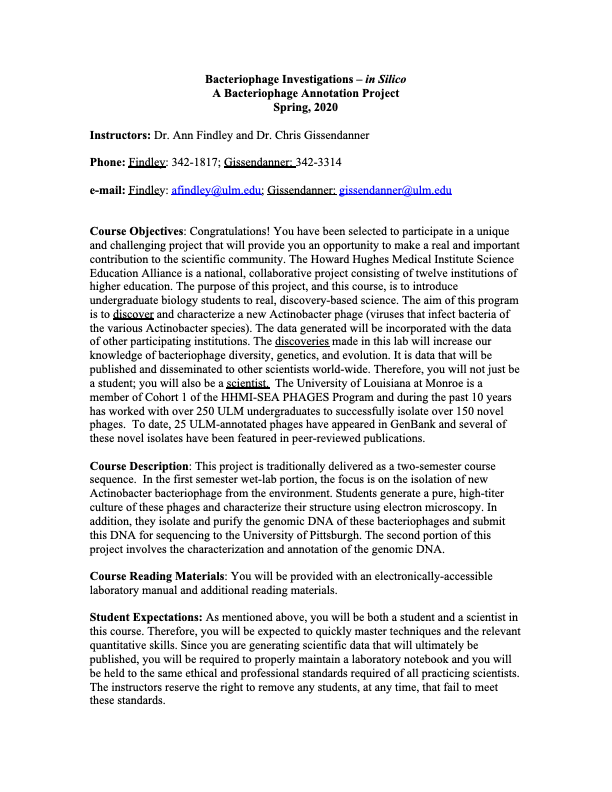 Bacteriophage Investigations – in Silico
A Bacteriophage Annotation Project
Spring, 2020
Instructors: Dr. Ann Findley and Dr. Chris Gissendanner
Phone: Findley: 342-1817; Gissendanner: 342-3314
e-mail: Findley: afindley@ulm.edu; Gissendanner: gissendanner@ulm.edu
Course Objectives: Congratulations! You have been selected to participate in a unique
and challenging project that will provide you an opportunity to make a real and important
contribution to the scientific community. The Howard Hughes Medical Institute Science
Education Alliance is a national, collaborative project consisting of twelve institutions of
higher education. The purpose of this project, and this course, is to introduce
undergraduate biology students to real, discovery-based science. The aim of this program
is to discover and characterize a new Actinobacter phage (viruses that infect bacteria of
the various Actinobacter species). The data generated will be incorporated with the data
of other participating institutions. The discoveries made in this lab will increase our
knowledge of bacteriophage diversity, genetics, and evolution. It is data that will be
published and disseminated to other scientists world-wide. Therefore, you will not just be
a student; you will also be a scientist. The University of Louisiana at Monroe is a
member of Cohort 1 of the HHMI-SEA PHAGES Program and during the past 10 years
has worked with over 250 ULM undergraduates to successfully isolate over 150 novel
phages. To date, 25 ULM-annotated phages have appeared in GenBank and several of
these novel isolates have been featured in peer-reviewed publications.
Course Description: This project is traditionally delivered as a two-semester course
sequence. In the first semester wet-lab portion, the focus is on the isolation of new
Actinobacter bacteriophage from the environment. Students generate a pure, high-titer
culture of these phages and characterize their structure using electron microscopy. In
addition, they isolate and purify the genomic DNA of these bacteriophages and submit
this DNA for sequencing to the University of Pittsburgh. The second portion of this
project involves the characterization and annotation of the genomic DNA.
Course Reading Materials: You will be provided with an electronically-accessible
laboratory manual and additional reading materials.
Student Expectations: As mentioned above, you will be both a student and a scientist in
this course. Therefore, you will be expected to quickly master techniques and the relevant
quantitative skills. Since you are generating scientific data that will ultimately be
published, you will be required to properly maintain a laboratory notebook and you will
be held to the same ethical and professional standards required of all practicing scientists.
The instructors reserve the right to remove any students, at any time, that fail to meet
these standards.